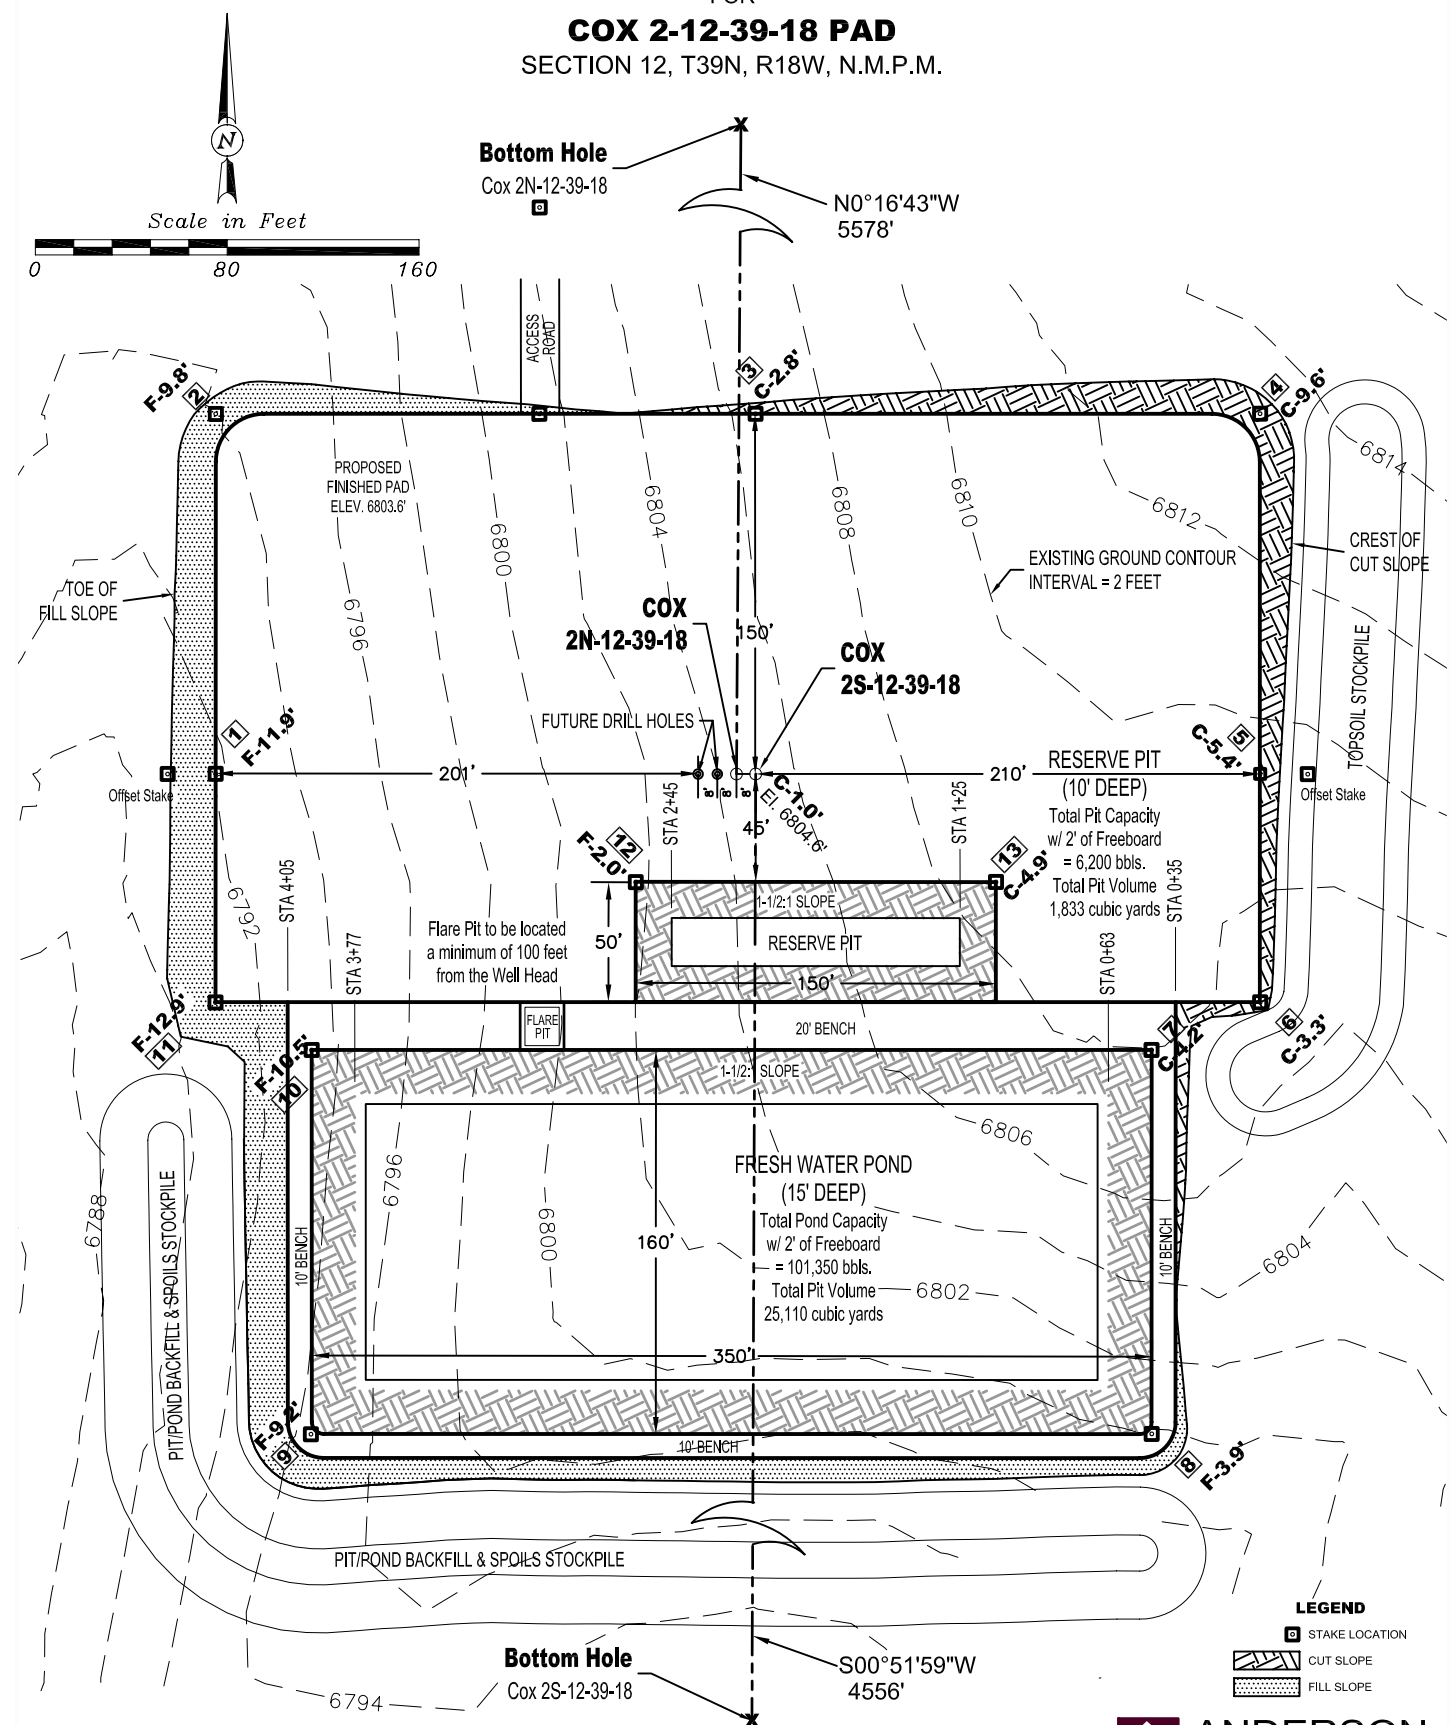 COX 2-12-39-18 PAD
SECTION 12, T39N, R18W, N.M.P.M.
N
Scale in Feet
0 80 160
Bottom Hole
Cox 2N-12-39-18
N0°16'43"W
5578'
ACCESS
ROAD
F-9.8'
2
3
C-2.8'
4
C-9.6'
PROPOSED
FINISHED PAD
ELEV. 6803.6'
6796
6800
6804
6808
6810
6812
6814
EXISTING GROUND CONTOUR
INTERVAL = 2 FEET
CREST OF
CUT SLOPE
TOE OF
FILL SLOPE
COX
2N-12-39-18
150'
COX
2S-12-39-18
TOPSOIL STOCKPILE
FUTURE DRILL HOLES
1
F-11.9'
5
C-5.4'
201'
210'
8'
8'
8'
C-1.0'
El. 6804.6'
45'
Offset Stake
Offset Stake
RESERVE PIT
(10' DEEP)
Total Pit Capacity
w/ 2' of Freeboard
= 6,200 bbls.
Total Pit Volume
1,833 cubic yards
STA 2+45
STA 1+25
12
F-2.0'
13
C-4.9'
STA 4+05
STA 3+77
STA 0+63
STA 0+35
6792
Flare Pit to be located
a minimum of 100 feet
from the Well Head
50'
1-1/2:1 SLOPE
RESERVE PIT
150'
FLARE
PIT
20' BENCH
F-12.9'
11
F-10.5'
10
7
C-4.2'
6
C-3.3'
1-1/2:1 SLOPE
6806
6788
6796
6800
FRESH WATER POND
(15' DEEP)
Total Pond Capacity
w/ 2' of Freeboard
= 101,350 bbls.
Total Pit Volume
25,110 cubic yards
6802
6804
160'
350'
10' BENCH
10' BENCH
10' BENCH
PIT/POND BACKFILL & SPOILS STOCKPILE
F-9.2'
9
8
F-3.9'
PIT/POND BACKFILL & SPOILS STOCKPILE
6794
Bottom Hole
Cox 2S-12-39-18
S00°51'59"W
4556'
LEGEND
STAKE LOCATION
CUT SLOPE
FILL SLOPE
ANDERSON